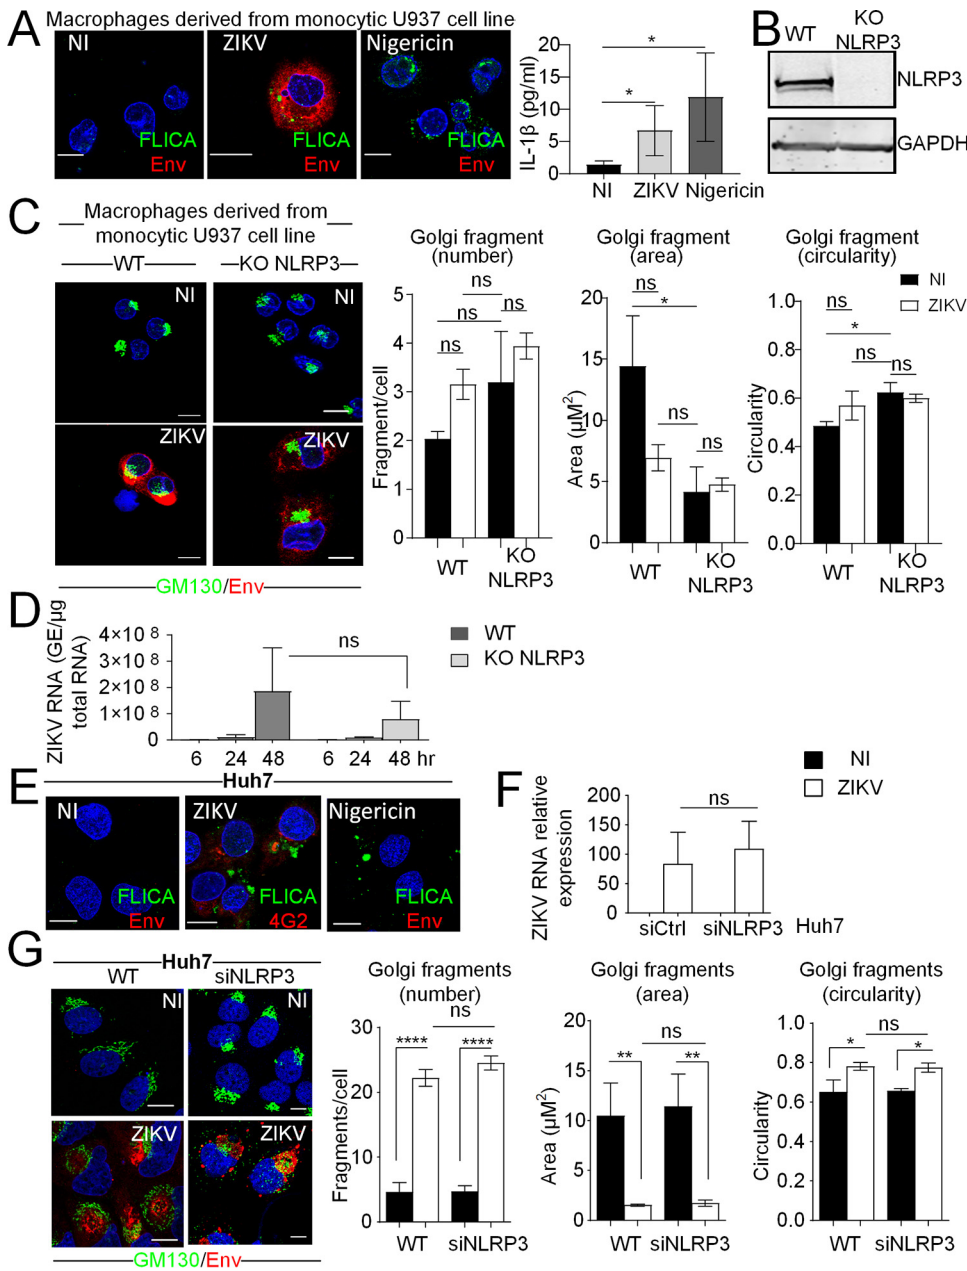 A
Macrophages derived from monocytic U937 cell line
NI
FLICA
Env
ZIKV
FLICA
Env
Nigericin
FLICA
Env
IL-1β (pg/ml)
20
15
10
5
0
*
*
NI
ZIKV
Nigericin
B
WT
KO
NLRP3
NLRP3
GAPDH
C
Macrophages derived from
monocytic U937 cell line
WT
KO NLRP3
NI
NI
ZIKV
ZIKV
GM130/Env
Golgi fragment
(number)
Fragment/cell
5
4
3
2
1
0
ns
ns
ns
ns
WT
KO
NLRP3
Golgi fragment
(area)
Area (µM²)
20
15
10
5
0
ns
*
ns
ns
WT
KO
NLRP3
Golgi fragment
(circularity)
NI
ZIKV
Circularity
1.0
0.8
0.6
0.4
0.2
0.0
ns
*
ns
ns
WT
KO
NLRP3
D
ZIKV RNA (GE/µg
total RNA)
4×10 8
3×10 8
2×10 8
1×10 8
0
ns
6
24
48
6
24
48 hr
WT
KO NLRP3
E
Huh7
NI
FLICA
Env
ZIKV
FLICA
4G2
Nigericin
FLICA
Env
F
NI
ZIKV
ZIKV RNA relative
expression
200
150
100
50
0
ns
siCtrl
siNLRP3
Huh7
G
Huh7
WT
siNLRP3
NI
NI
ZIKV
ZIKV
GM130/Env
Golgi fragments
(number)
Fragments/cell
30
20
10
0
ns
****
****
WT
siNLRP3
Golgi fragments
(area)
Area (µM²)
20
15
10
5
0
ns
**
**
WT
siNLRP3
Golgi fragments
(circularity)
Circularity
1.0
0.8
0.6
0.4
0.2
0.0
ns
*
*
WT
siNLRP3